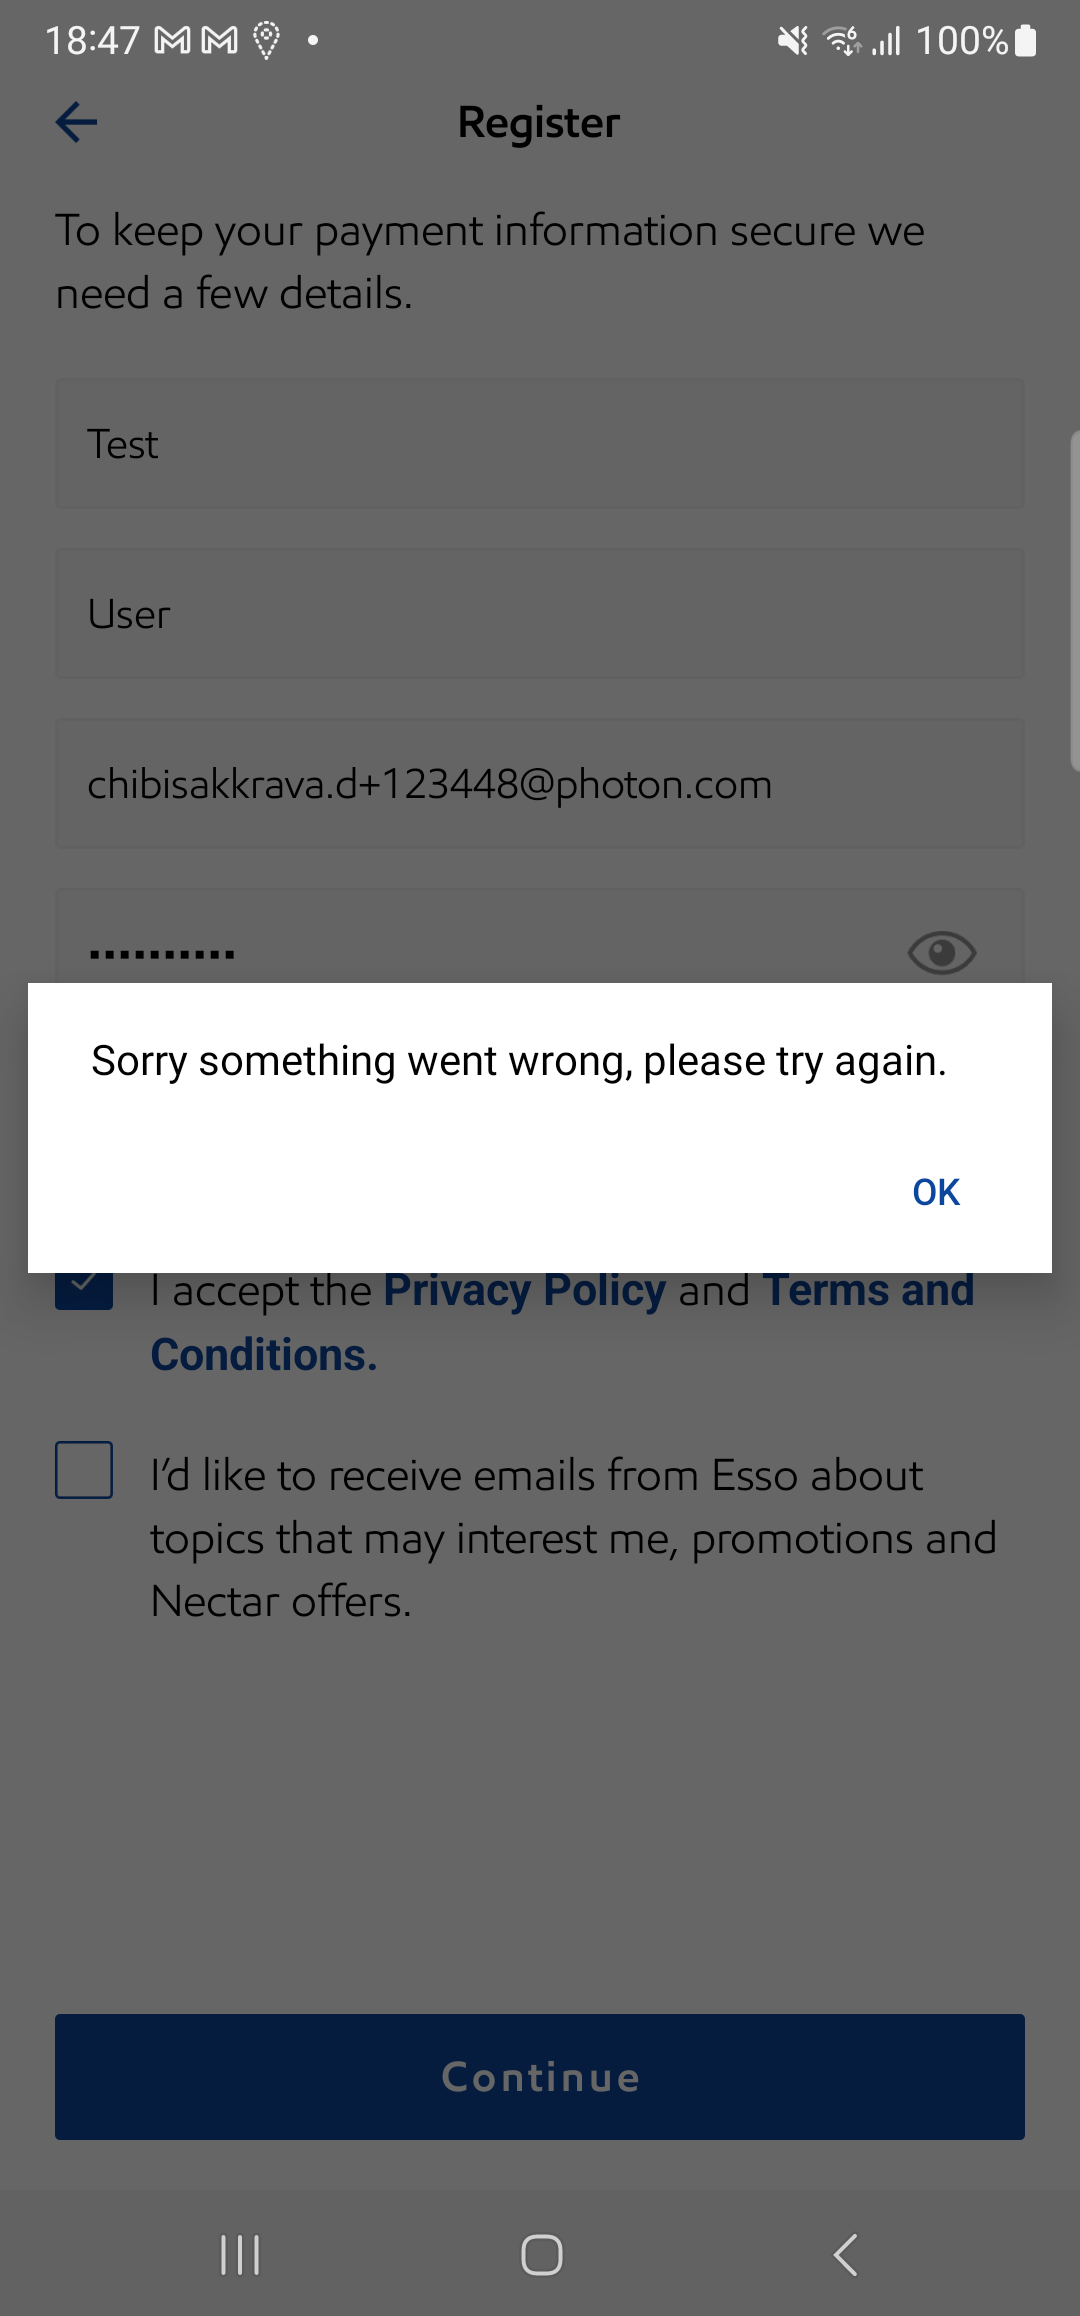 18:47
100%
Register
To keep your payment information secure we
need a few details.
Test
User
chibisakkrava.d+123448@photon.com
Sorry something went wrong, please try again.
OK
I accept the Privacy Policy and Terms and
Conditions.
I’d like to receive emails from Esso about
topics that may interest me, promotions and
Nectar offers.
Continue